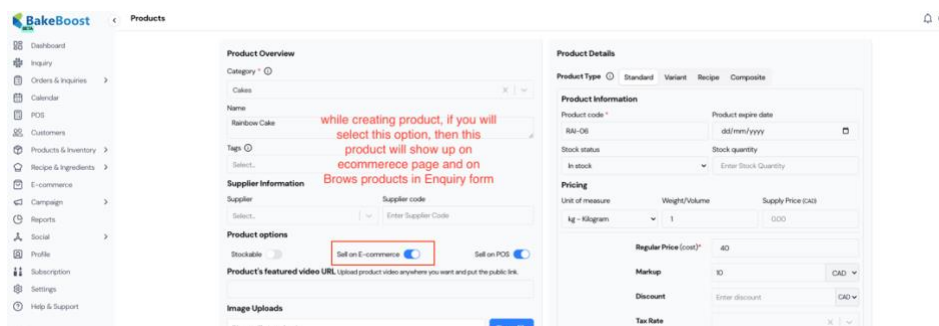 BakeBoost
BETA
Products
Dashboard
Inquiry
Orders & Inquiries
Calendar
POS
Customers
Products & Inventory
Recipe & Ingredients
E-commerce
Campaign
Reports
Social
Profile
Subscription
Settings
Help & Support
Product Overview
Category *
Cakes
Name
Rainbow Cake
Tags
Select...
while creating product, if you will
select this option, then this
product will show up on
ecommerece page and on
Brows products in Enquiry form
Supplier Information
Supplier
Supplier code
Select...
Enter Supplier Code
Product options
Stockable
Sell on E-commerce
Sell on POS
Product's featured video URL Upload product video anywhere you want and put the public link.
Image Uploads
Product Details
Product Type
Standard
Variant
Recipe
Composite
Product Information
Product code *
Product expire date
RAI-06
dd/mm/yyyy
Stock status
Stock quantity
In stock
Enter Stock Quantity
Pricing
Unit of measure
Weight/Volume
Supply Price (CAD)
kg - Kilogram
1
0.00
Regular Price (cost)*
40
Markup
10
CAD
Discount
Enter discount
CAD
Tax Rate